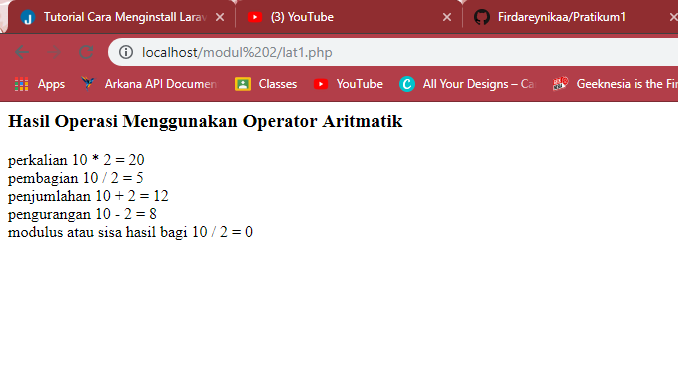 Tutorial Cara Menginstall Larav
(3) YouTube
Firdareynikaa/Pratikum1
localhost/modul%202/lat1.php
Apps Arkana API Documen Classes YouTube All Your Designs – Ca Geeknesia is the Fir
Hasil Operasi Menggunakan Operator Aritmatik
perkalian 10 * 2 = 20
pembagian 10 / 2 = 5
penjumlahan 10 + 2 = 12
pengurangan 10 - 2 = 8
modulus atau sisa hasil bagi 10 / 2 = 0